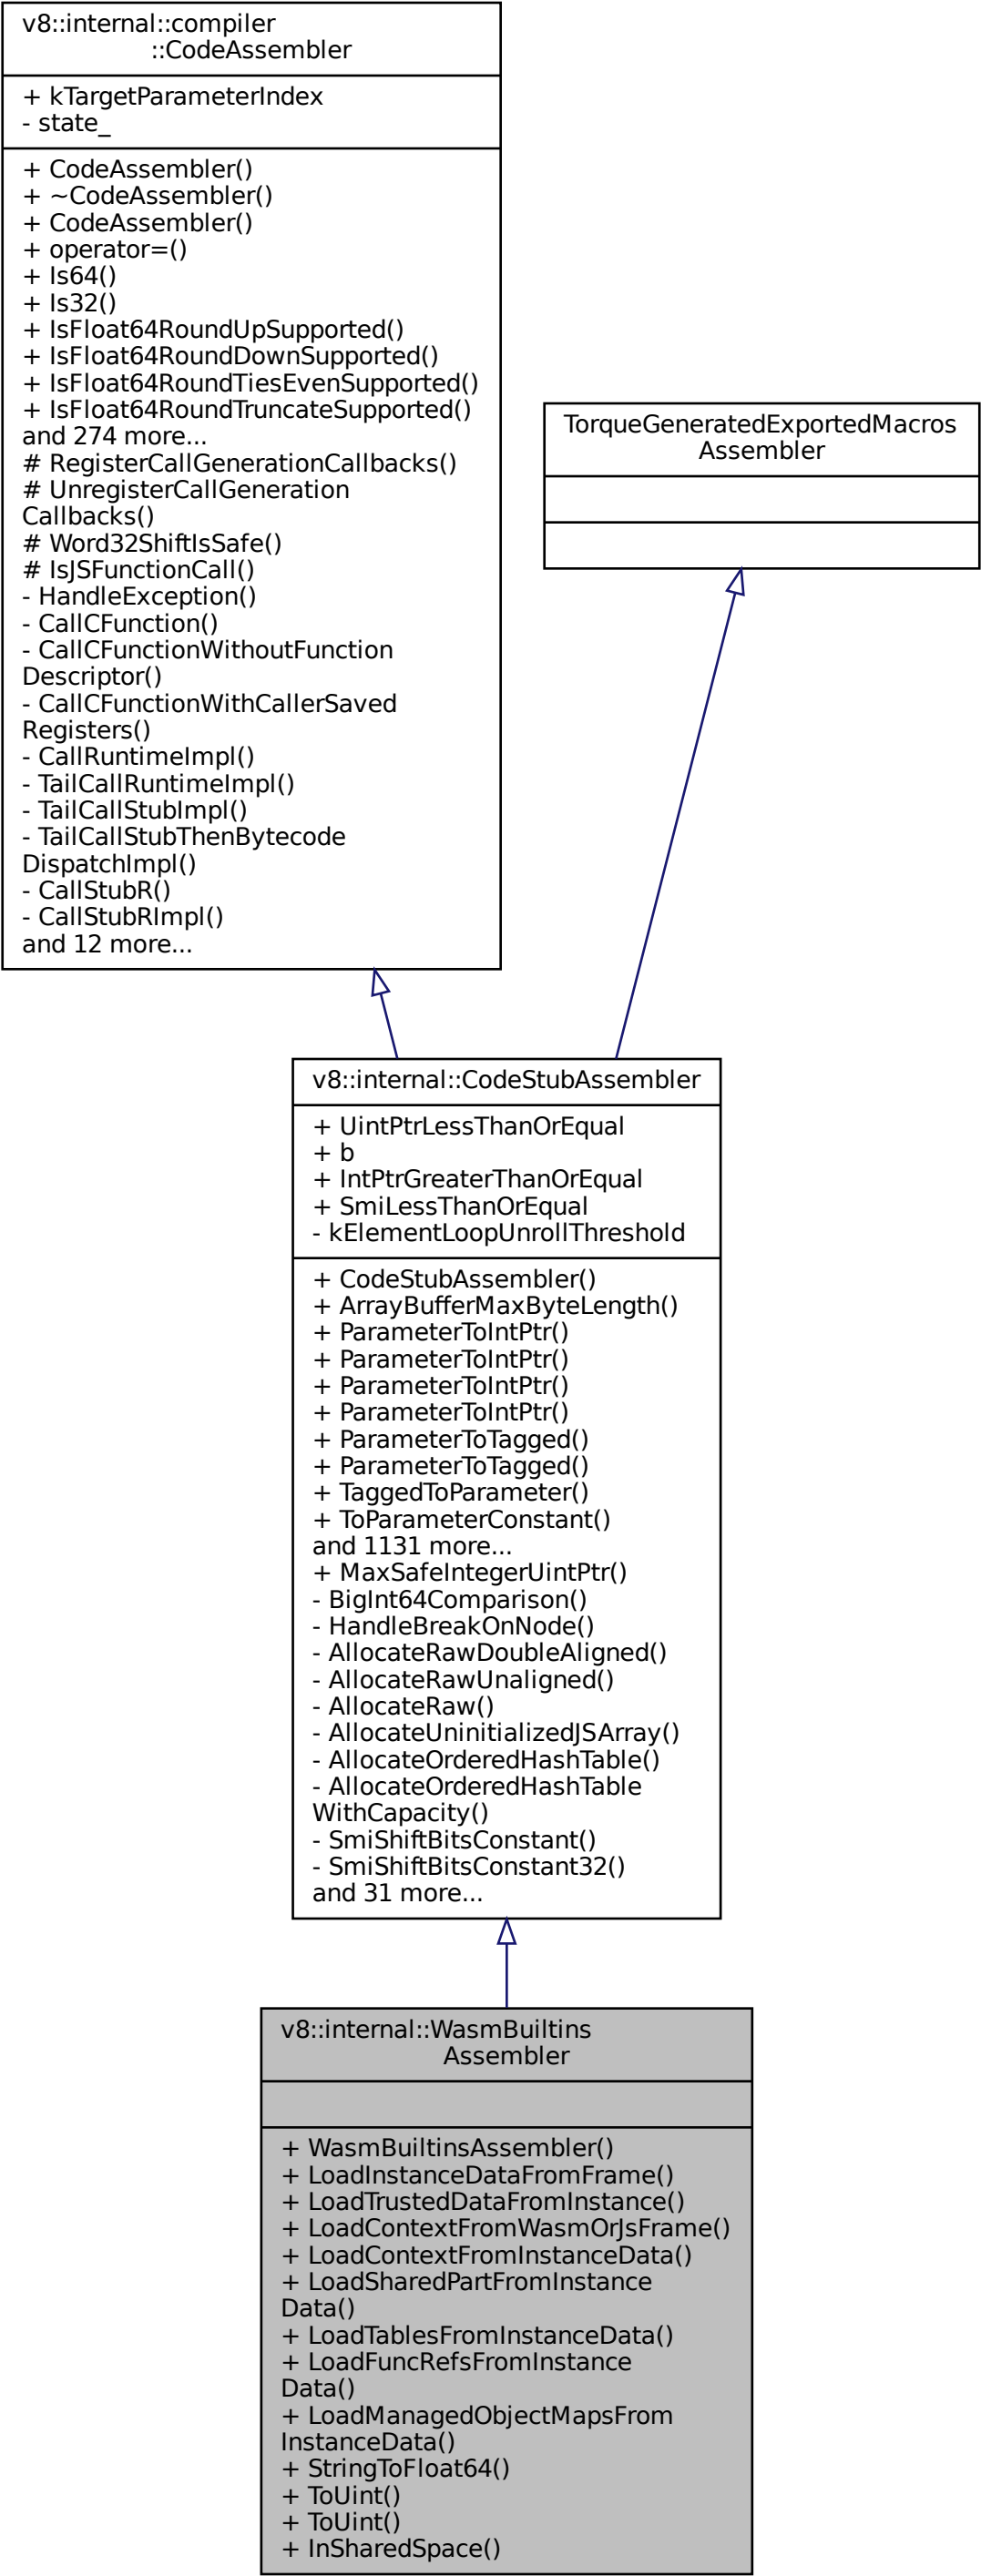 v8::internal::compiler
::CodeAssembler
+ kTargetParameterIndex
- state_
+ CodeAssembler()
+ ~CodeAssembler()
+ CodeAssembler()
+ operator=()
+ Is64()
+ Is32()
+ IsFloat64RoundUpSupported()
+ IsFloat64RoundDownSupported()
+ IsFloat64RoundTiesEvenSupported()
+ IsFloat64RoundTruncateSupported()
and 274 more...
# RegisterCallGenerationCallbacks()
# UnregisterCallGeneration
Callbacks()
# Word32ShiftIsSafe()
# IsJSFunctionCall()
- HandleException()
- CallCFunction()
- CallCFunctionWithoutFunction
Descriptor()
- CallCFunctionWithCallerSaved
Registers()
- CallRuntimeImpl()
- TailCallRuntimeImpl()
- TailCallStubImpl()
- TailCallStubThenBytecode
DispatchImpl()
- CallStubR()
- CallStubRImpl()
and 12 more...
TorqueGeneratedExportedMacros
Assembler
v8::internal::CodeStubAssembler
+ UintPtrLessThanOrEqual
+ b
+ IntPtrGreaterThanOrEqual
+ SmiLessThanOrEqual
- kElementLoopUnrollThreshold
+ CodeStubAssembler()
+ ArrayBufferMaxByteLength()
+ ParameterToIntPtr()
+ ParameterToIntPtr()
+ ParameterToIntPtr()
+ ParameterToIntPtr()
+ ParameterToTagged()
+ ParameterToTagged()
+ TaggedToParameter()
+ ToParameterConstant()
and 1131 more...
+ MaxSafeIntegerUintPtr()
- BigInt64Comparison()
- HandleBreakOnNode()
- AllocateRawDoubleAligned()
- AllocateRawUnaligned()
- AllocateRaw()
- AllocateUninitializedJSArray()
- AllocateOrderedHashTable()
- AllocateOrderedHashTable
WithCapacity()
- SmiShiftBitsConstant()
- SmiShiftBitsConstant32()
and 31 more...
v8::internal::WasmBuiltins
Assembler
+ WasmBuiltinsAssembler()
+ LoadInstanceDataFromFrame()
+ LoadTrustedDataFromInstance()
+ LoadContextFromWasmOrJsFrame()
+ LoadContextFromInstanceData()
+ LoadSharedPartFromInstance
Data()
+ LoadTablesFromInstanceData()
+ LoadFuncRefsFromInstance
Data()
+ LoadManagedObjectMapsFrom
InstanceData()
+ StringToFloat64()
+ ToUint()
+ ToUint()
+ InSharedSpace()